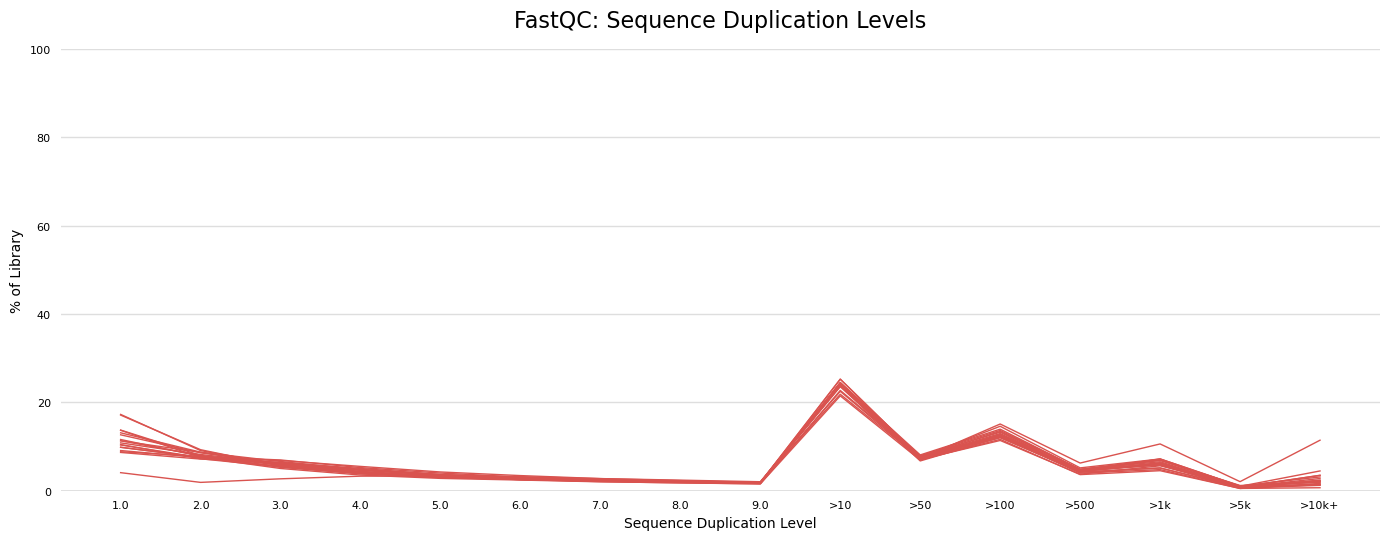 FastQC: Sequence Duplication Levels
100
80
60
40
20
0
% of Library
1.0 2.0 3.0 4.0 5.0 6.0 7.0 8.0 9.0 >10 >50 >100 >500 >1k >5k >10k+
Sequence Duplication Level